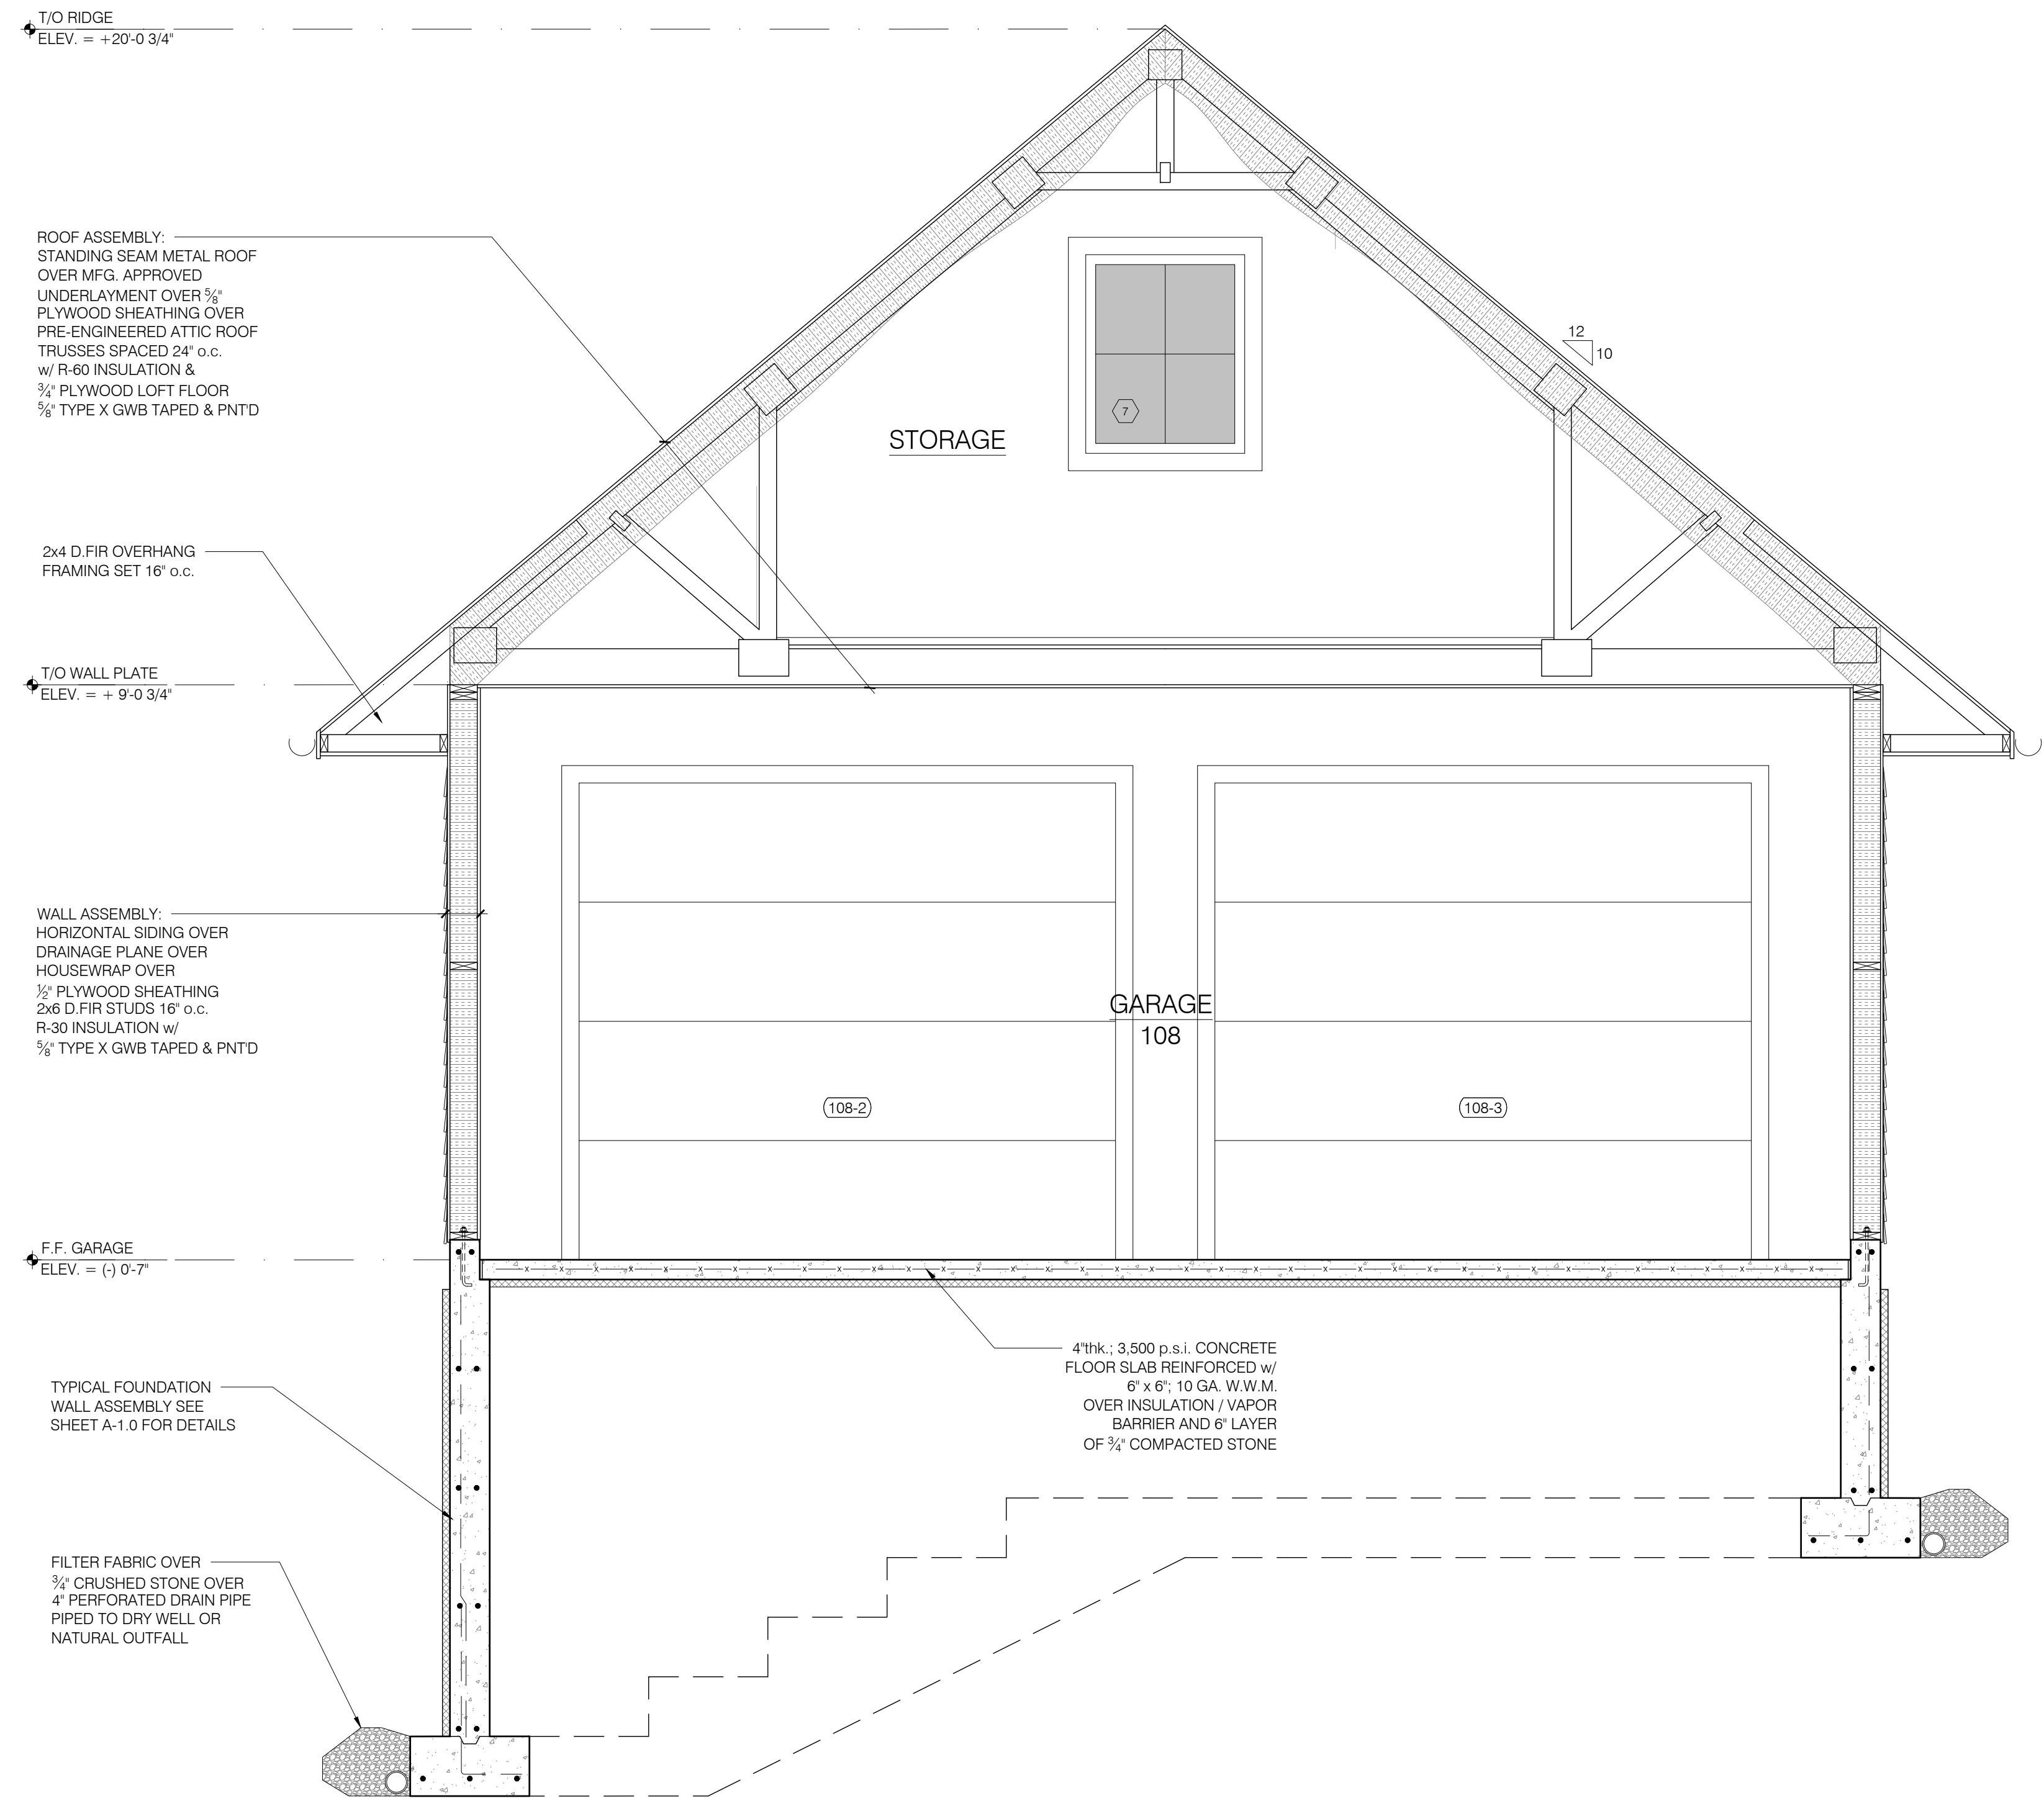 T/O RIDGE
ELEV. = +20'-0 3/4"
ROOF ASSEMBLY:
STANDING SEAM METAL ROOF
OVER MFG. APPROVED
UNDERLAYMENT OVER ⅝"
PLYWOOD SHEATHING OVER
PRE-ENGINEERED ATTIC ROOF
TRUSSES SPACED 24" o.c.
w/ R-60 INSULATION &
¾" PLYWOOD LOFT FLOOR
⅝" TYPE X GWB TAPED & PNT'D
12
10
7
STORAGE
2x4 D.FIR OVERHANG
FRAMING SET 16" o.c.
T/O WALL PLATE
ELEV. = + 9'-0 3/4"
WALL ASSEMBLY:
HORIZONTAL SIDING OVER
DRAINAGE PLANE OVER
HOUSEWRAP OVER
½" PLYWOOD SHEATHING
2x6 D.FIR STUDS 16" o.c.
R-30 INSULATION w/
⅝" TYPE X GWB TAPED & PNT'D
GARAGE
108
108-2
108-3
F.F. GARAGE
ELEV. = (-) 0'-7"
4"thk.; 3,500 p.s.i. CONCRETE
FLOOR SLAB REINFORCED w/
6" x 6"; 10 GA. W.W.M.
OVER INSULATION / VAPOR
BARRIER AND 6" LAYER
OF ¾" COMPACTED STONE
TYPICAL FOUNDATION
WALL ASSEMBLY SEE
SHEET A-1.0 FOR DETAILS
FILTER FABRIC OVER
¾" CRUSHED STONE OVER
4" PERFORATED DRAIN PIPE
PIPED TO DRY WELL OR
NATURAL OUTFALL